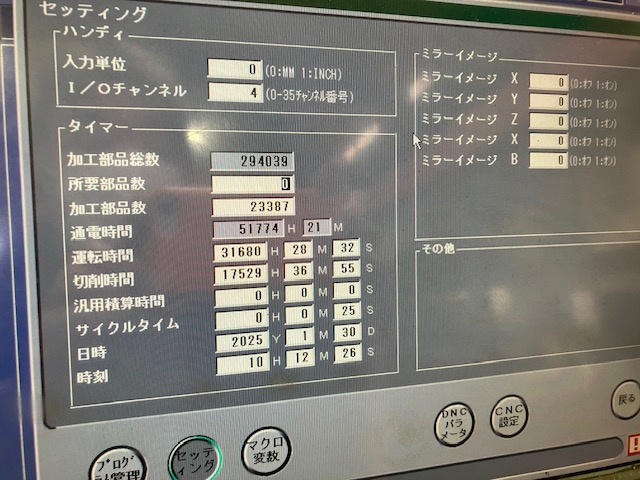 セッティング
ハンディ
入力単位 0 (0:MM 1:INCH)
I/Oチャンネル 4 (0-35チャンネル番号)
タイマー
加工部品総数 294039
所要部品数 0
加工部品数 23387
通電時間 51774 H 21 M
運転時間 31680 H 28 M 32 S
切削時間 17529 H 36 M 55 S
汎用積算時間 0 H 0 M 0 S
サイクルタイム 0 H 0 M 25 S
日時 2025 Y 1 M 30 D
時刻 10 H 12 M 26 S
ミラーイメージ
ミラーイメージ X 0 (0:オフ 1:オン)
ミラーイメージ Y 0 (0:オフ 1:オン)
ミラーイメージ Z 0 (0:オフ 1:オン)
ミラーイメージ X 0 (0:オフ 1:オン)
ミラーイメージ B 0 (0:オフ 1:オン)
その他
セッティング
マクロ変数
DNCパラメータ
CNC設定
戻る